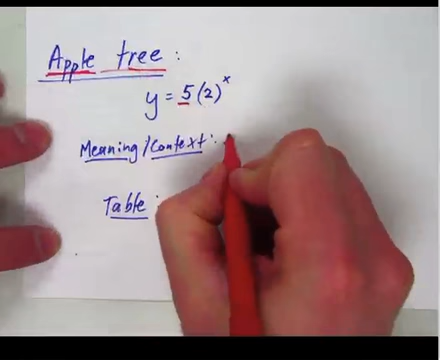 Apple tree :
y = 5(2)^x
Meaning/Context :
Table :